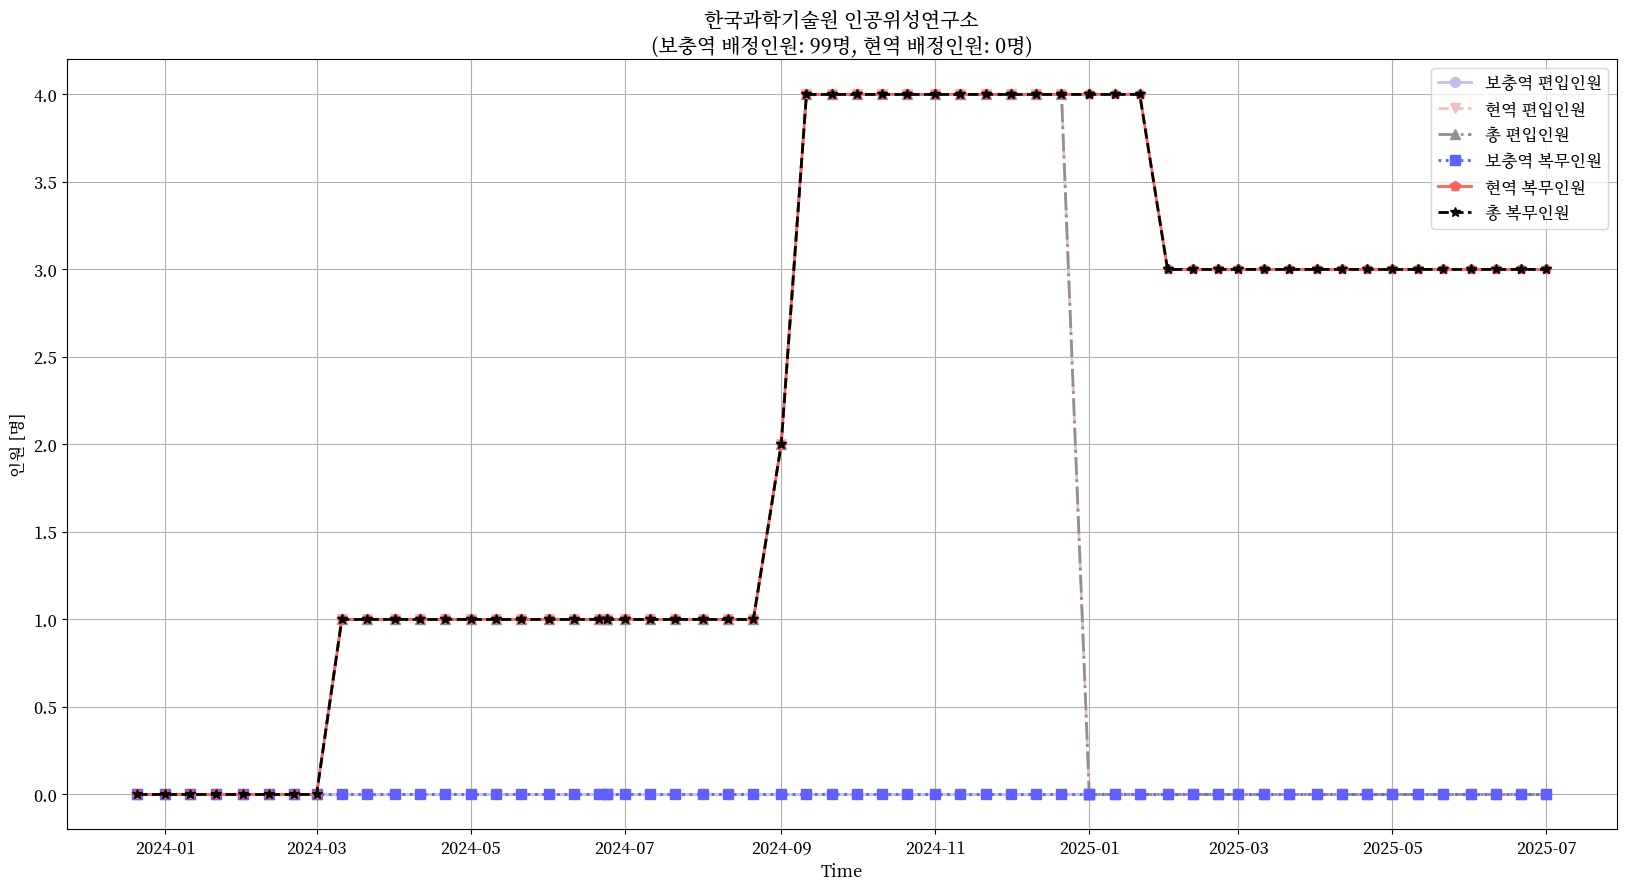 한국과학기술원 인공위성연구소
(보충역 배정인원: 99명, 현역 배정인원: 0명)
보충역 편입인원
현역 편입인원
총 편입인원
보충역 복무인원
현역 복무인원
총 복무인원
인원 [명]
4.0
3.5
3.0
2.5
2.0
1.5
1.0
0.5
0.0
2024-01
2024-03
2024-05
2024-07
2024-09
2024-11
2025-01
2025-03
2025-05
2025-07
Time